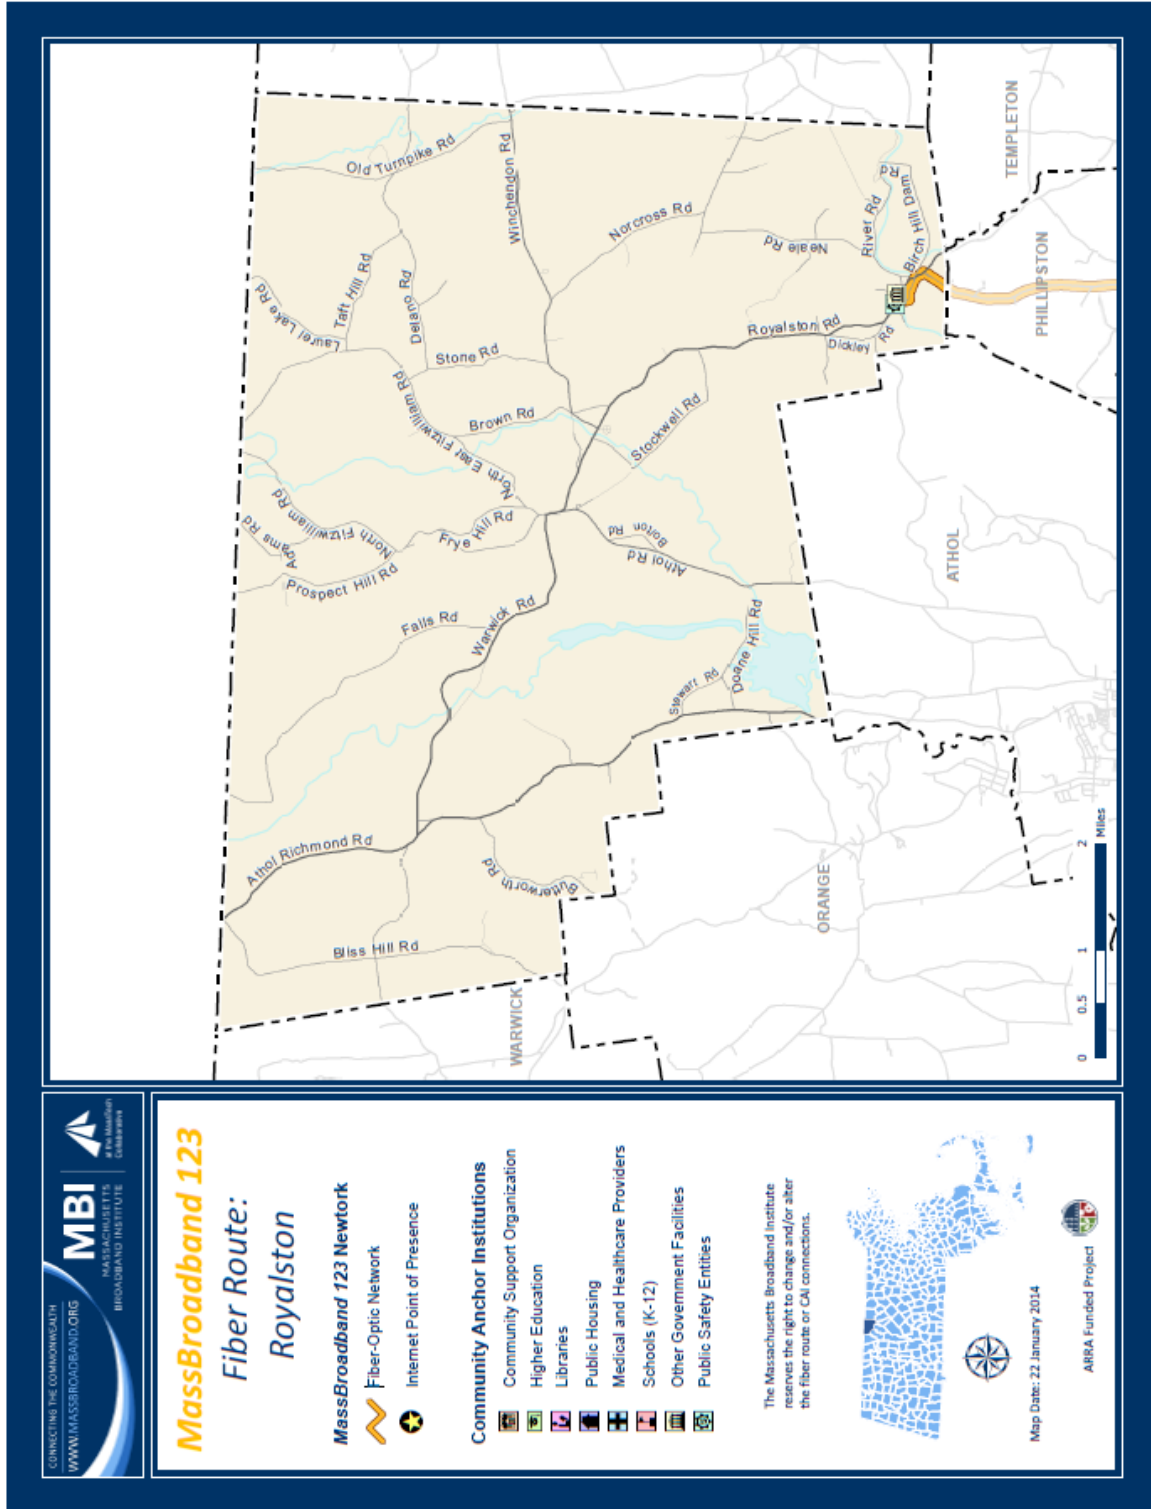 CONNECTING THE COMMONWEALTH
WWW.MASSBROADBAND.ORG
MBI
MASSACHUSETTS
BROADBAND INSTITUTE
at the MassTech
Collaborative
MassBroadband 123
Fiber Route:
Royalston
MassBroadband 123 Newtork
Fiber-Optic Network
Internet Point of Presence
Community Anchor Institutions
Community Support Organization
Higher Education
Libraries
Public Housing
Medical and Healthcare Providers
Schools (K-12)
Other Government Facilities
Public Safety Entities
The Massachusetts Broadband Institute
reserves the right to change and/or alter
the fiber route or CAI connections.
Map Date: 22 January 2014
ARRA Funded Project
Athol Richmond Rd
Bliss Hill Rd
Butterworth Rd
Falls Rd
Warwick Rd
Prospect Hill Rd
Adams Rd
North Fitzwilliam Rd
Frye Hill Rd
North East Fitzwilliam Rd
Laurel Lake Rd
Taft Hill Rd
Delano Rd
Stone Rd
Brown Rd
Old Turnpike Rd
Winchendon Rd
Norcross Rd
Neale Rd
River Rd
Birch Hill Dam Rd
Royalston Rd
Dickley Rd
Stockwell Rd
Bolton Rd
Athol Rd
Doane Hill Rd
Stewart Rd
WARWICK
ORANGE
ATHOL
PHILLIPSTON
TEMPLETON
0 0.5 1 2
Miles